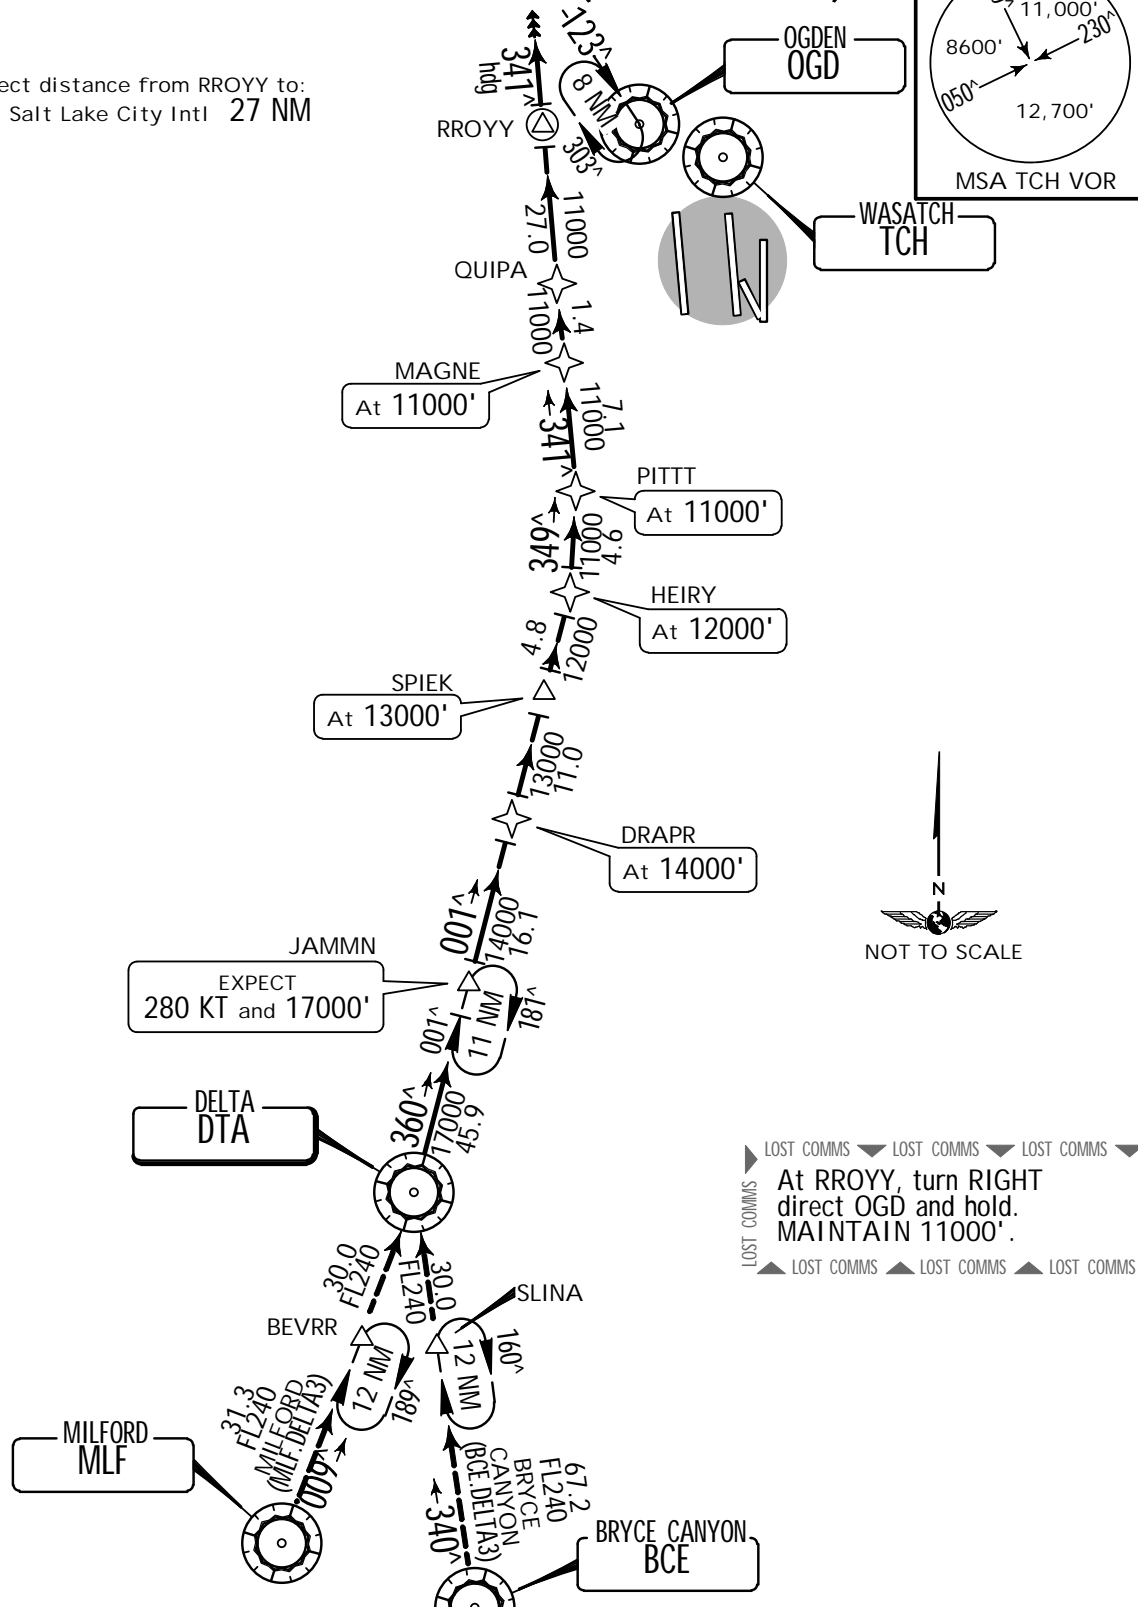 ect distance from RROYY to:
Salt Lake City Intl 27 NM
341^
hdg
-123^
8 NM
303^
OGDEN
OGD
11,000'
8600'
230^
050^
12,700'
MSA TCH VOR
RROYY
WASATCH
TCH
27.0
11000
QUIPA
11000
1.4
MAGNE
At 11000'
341^
11000
7.1
PITTT
At 11000'
349^
11000
4.6
HEIRY
At 12000'
4.8
12000
SPIEK
At 13000'
13000
11.0
DRAPR
At 14000'
001^
14000
16.1
JAMMN
EXPECT
280 KT and 17000'
N
NOT TO SCALE
001^
11 NM
181^
360^
17000
45.9
DELTA
DTA
LOST COMMS LOST COMMS LOST COMMS
LOST COMMS
At RROYY, turn RIGHT
direct OGD and hold.
MAINTAIN 11000'.
LOST COMMS LOST COMMS LOST COMMS
30.0
FL240
30.0
FL240
SLINA
BEVRR
12 NM
189^
12 NM
160^
31.3
FL240
MILFORD
(MLF.DELTA3)
009^
MILFORD
MLF
67.2
FL240
BRYCE
CANYON
(BCE.DELTA3)
340^
BRYCE CANYON
BCE